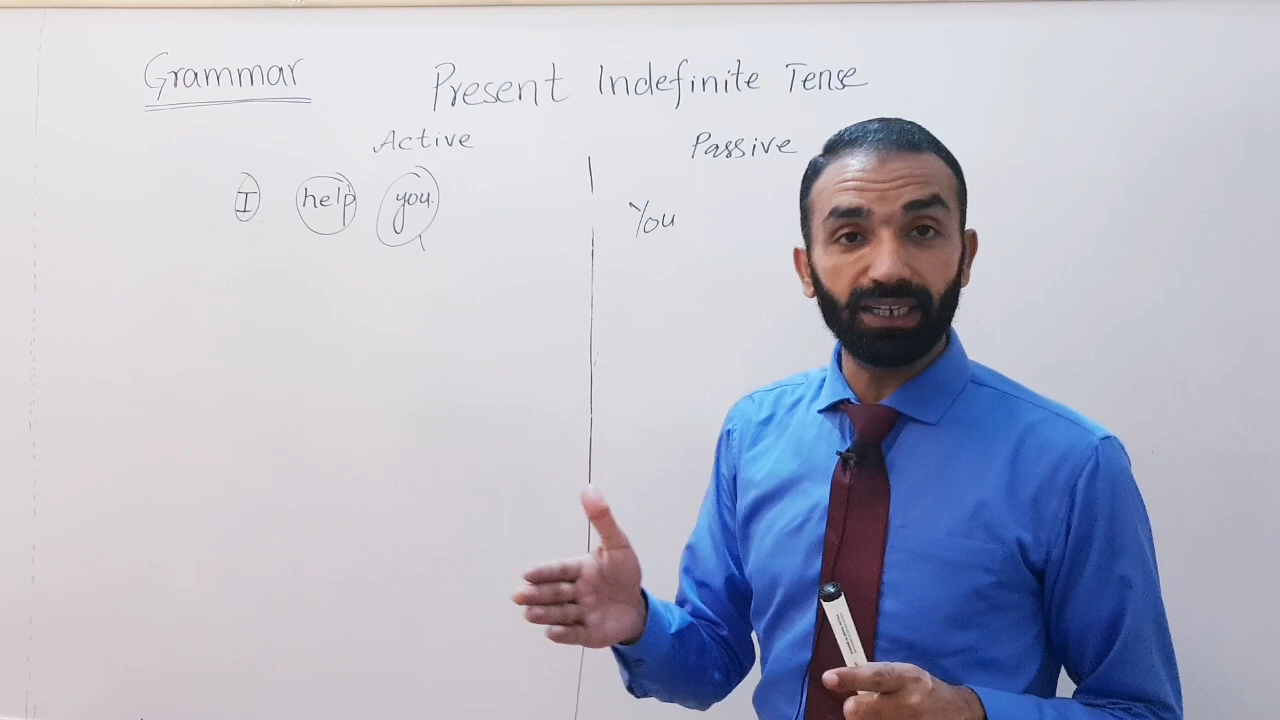 Grammar
Present Indefinite Tense
Active
Passive
I help you.
You